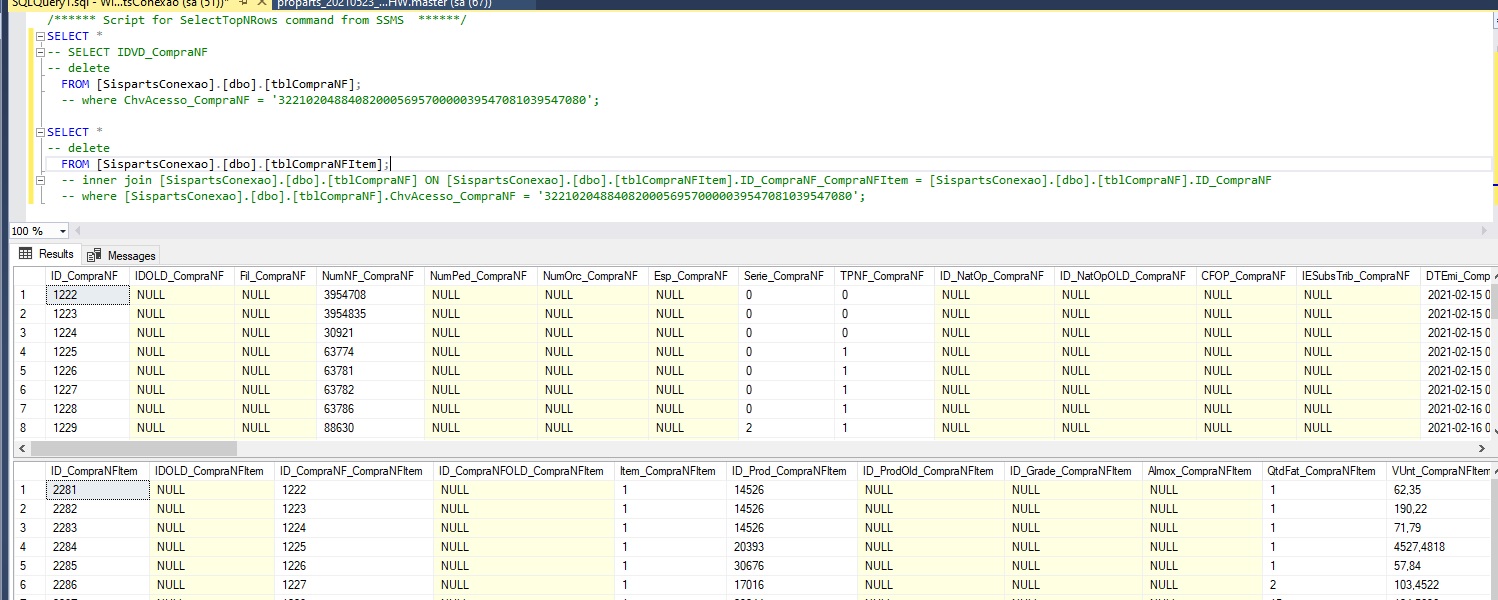 SQLQuery1.sql - Wi...tsConexao (sa (51))* proparts_20210523_...HW.master (sa (67))
/****** Script for SelectTopNRows command from SSMS ******/
SELECT *
-- SELECT IDVD_CompraNF
-- delete
FROM [SispartsConexao].[dbo].[tblCompraNF];
-- where ChvAcesso_CompraNF = '32210204884082000569570000039547081039547080';
SELECT *
-- delete
FROM [SispartsConexao].[dbo].[tblCompraNFItem];
-- inner join [SispartsConexao].[dbo].[tblCompraNF] ON [SispartsConexao].[dbo].[tblCompraNFItem].ID_CompraNF_CompraNFItem = [SispartsConexao].[dbo].[tblCompraNF].ID_CompraNF
-- where [SispartsConexao].[dbo].[tblCompraNF].ChvAcesso_CompraNF = '32210204884082000569570000039547081039547080';
100 %
Results Messages
ID_CompraNF IDOLD_CompraNF Fil_CompraNF NumNF_CompraNF NumPed_CompraNF NumOrc_CompraNF Esp_CompraNF Serie_CompraNF TPNF_CompraNF ID_NatOp_CompraNF ID_NatOpOLD_CompraNF CFOP_CompraNF IESubsTrib_CompraNF DTEmi_Comp
1 1222 NULL NULL 3954708 NULL NULL NULL 0 0 NULL NULL NULL NULL 2021-02-15 0
2 1223 NULL NULL 3954835 NULL NULL NULL 0 0 NULL NULL NULL NULL 2021-02-15 0
3 1224 NULL NULL 30921 NULL NULL NULL 0 0 NULL NULL NULL NULL 2021-02-15 0
4 1225 NULL NULL 63774 NULL NULL NULL 0 1 NULL NULL NULL NULL 2021-02-15 0
5 1226 NULL NULL 63781 NULL NULL NULL 0 1 NULL NULL NULL NULL 2021-02-15 0
6 1227 NULL NULL 63782 NULL NULL NULL 0 1 NULL NULL NULL NULL 2021-02-15 0
7 1228 NULL NULL 63786 NULL NULL NULL 0 1 NULL NULL NULL NULL 2021-02-16 0
8 1229 NULL NULL 88630 NULL NULL NULL 2 1 NULL NULL NULL NULL 2021-02-16 0
ID_CompraNFItem IDOLD_CompraNFItem ID_CompraNF_CompraNFItem ID_CompraNFOLD_CompraNFItem Item_CompraNFItem ID_Prod_CompraNFItem ID_ProdOld_CompraNFItem ID_Grade_CompraNFItem Almox_CompraNFItem QtdFat_CompraNFItem VUnt_CompraNFItem
1 2281 NULL 1222 NULL 1 14526 NULL NULL NULL 1 62,35
2 2282 NULL 1223 NULL 1 14526 NULL NULL NULL 1 190,22
3 2283 NULL 1224 NULL 1 14526 NULL NULL NULL 1 71,79
4 2284 NULL 1225 NULL 1 20393 NULL NULL NULL 1 4527,4818
5 2285 NULL 1226 NULL 1 30676 NULL NULL NULL 1 57,84
6 2286 NULL 1227 NULL 1 17016 NULL NULL NULL 2 103,4522